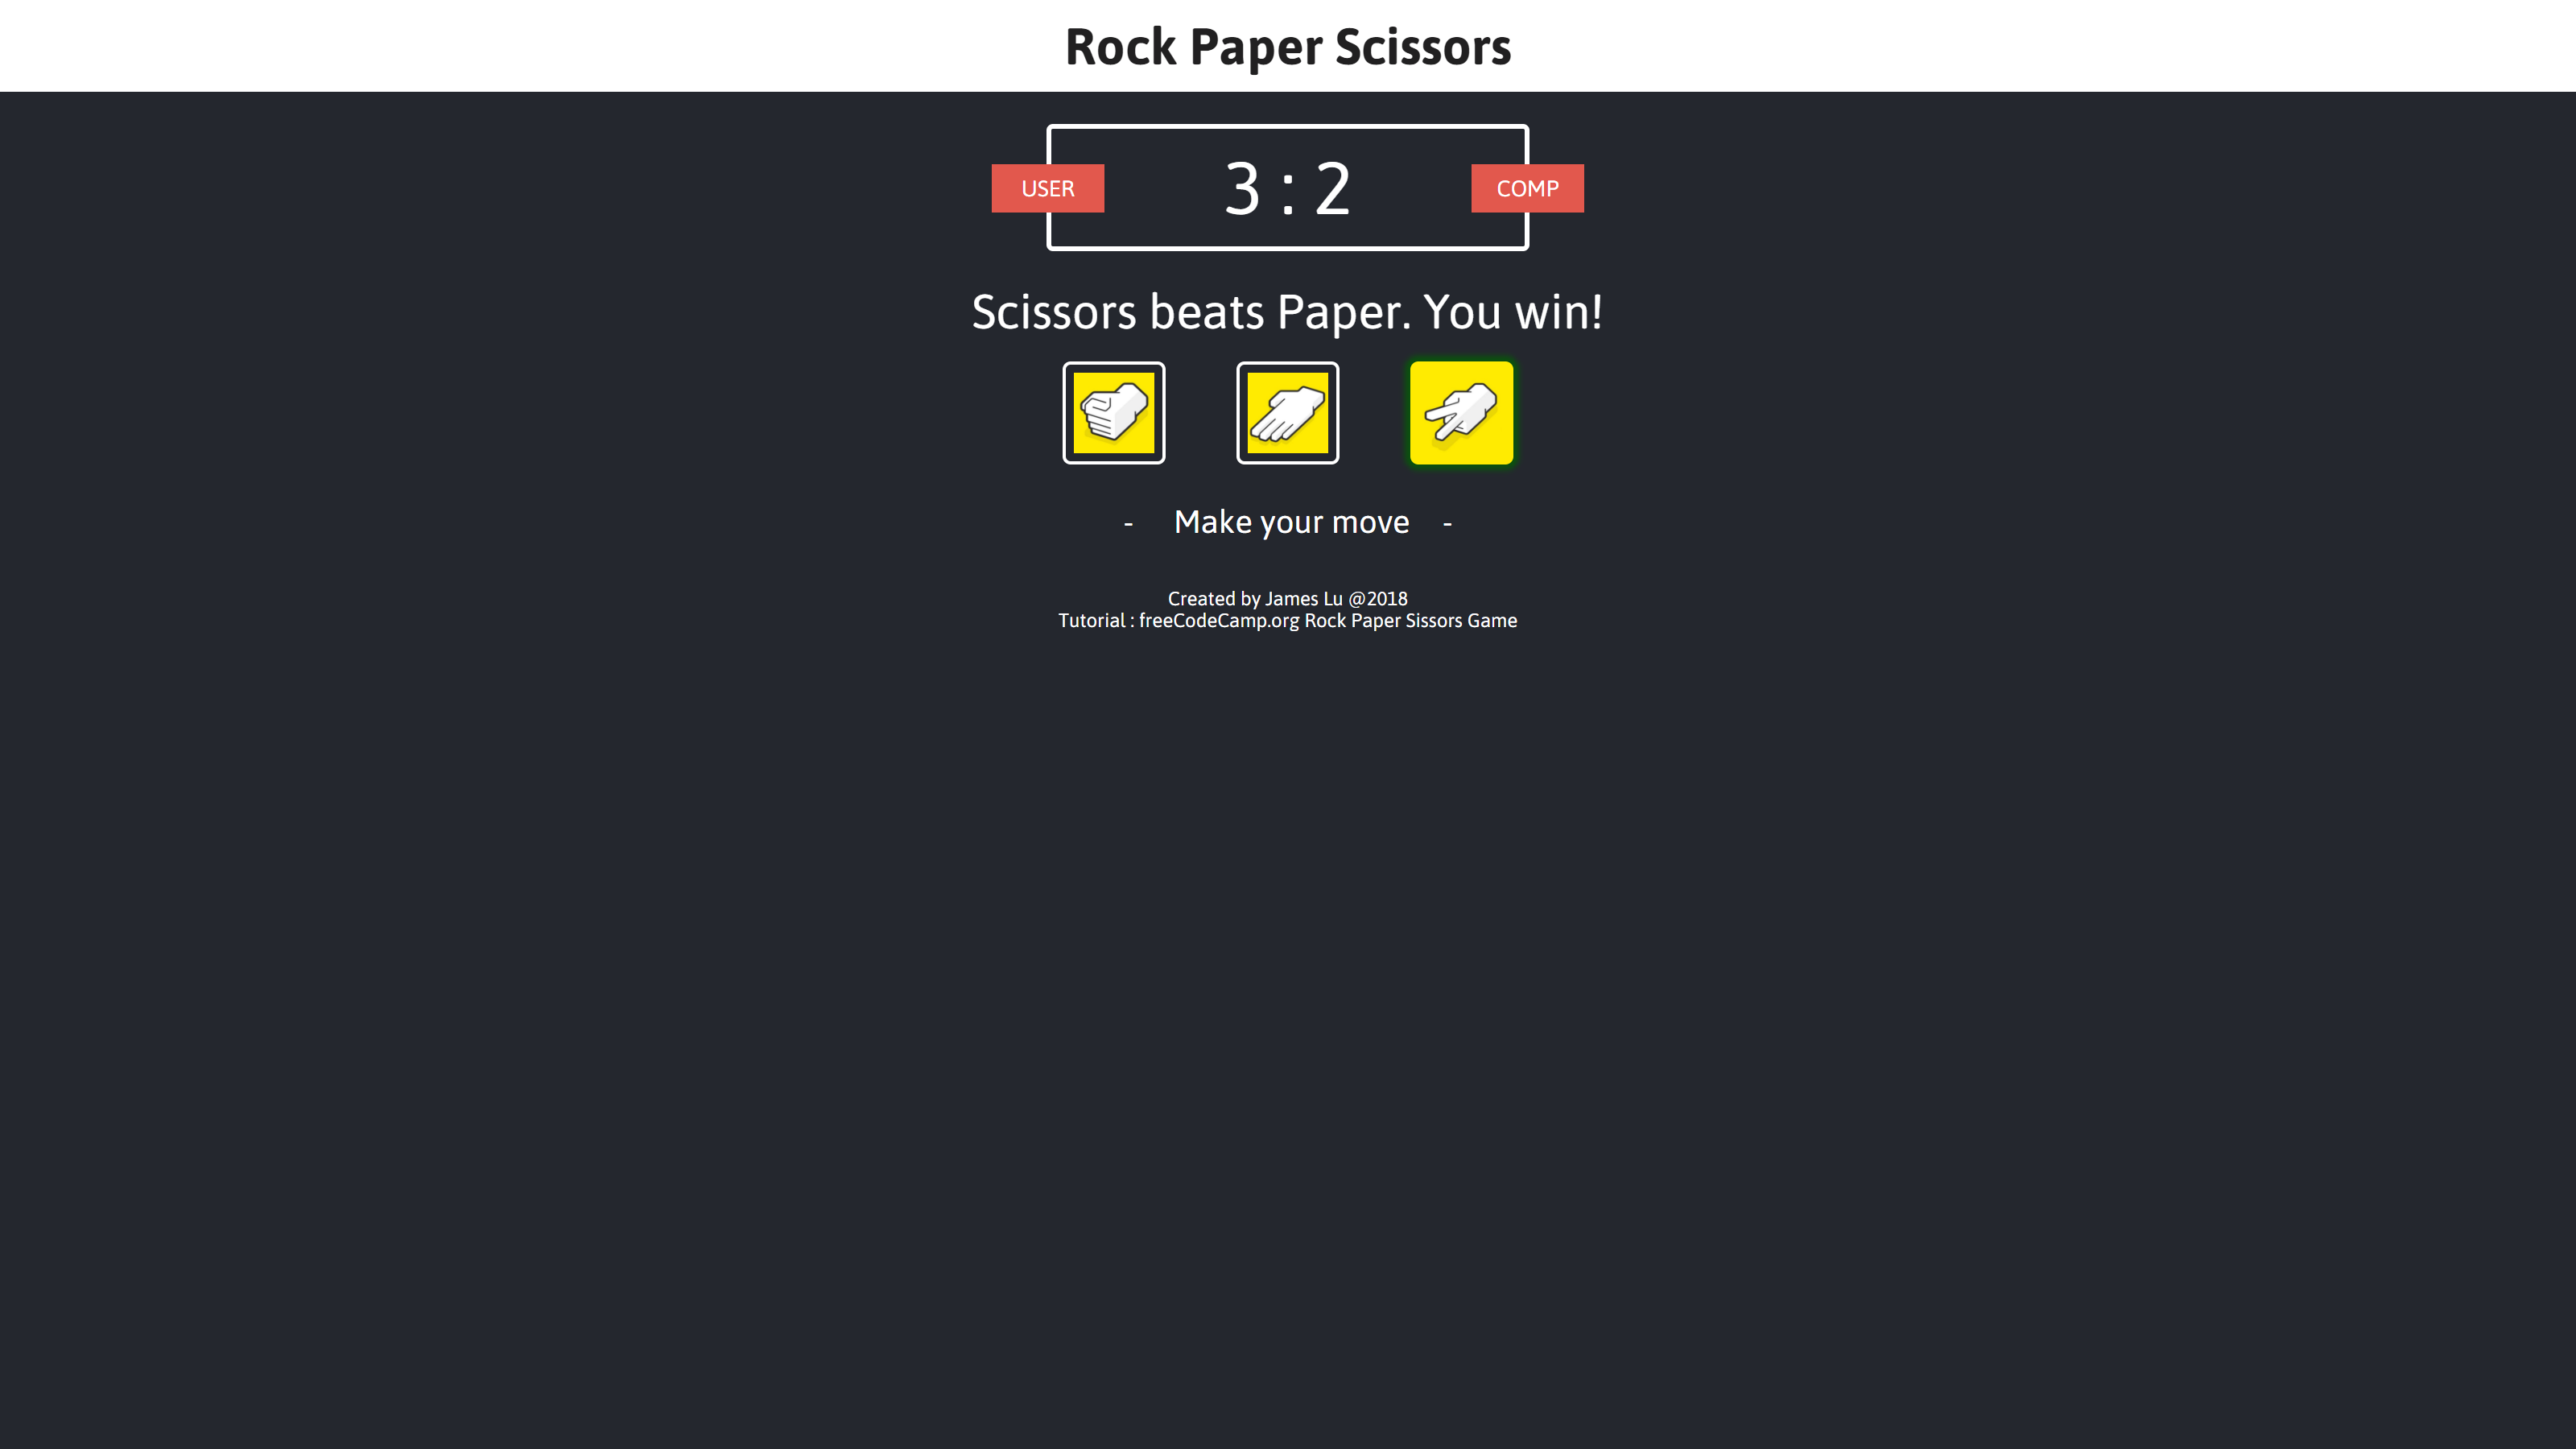 Rock Paper Scissors
USER
3 : 2
COMP
Scissors beats Paper. You win!
- Make your move -
Created by James Lu @2018
Tutorial : freeCodeCamp.org Rock Paper Sissors Game